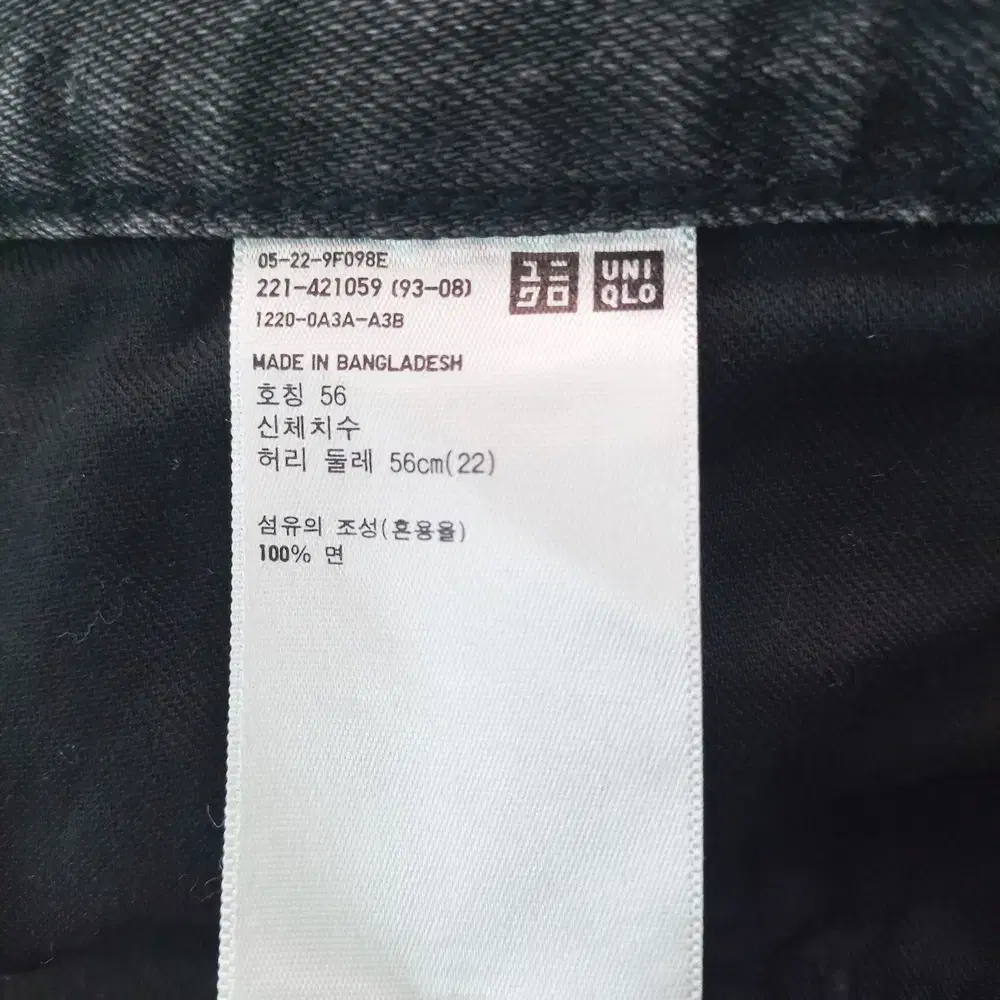 05-22-9F098E
221-421059 (93-08)
1220-0A3A-A3B
ユニ
クロ
UNI
QLO
MADE IN BANGLADESH
호칭 56
신체치수
허리 둘레 56cm(22)
섬유의 조성(혼용율)
100% 면